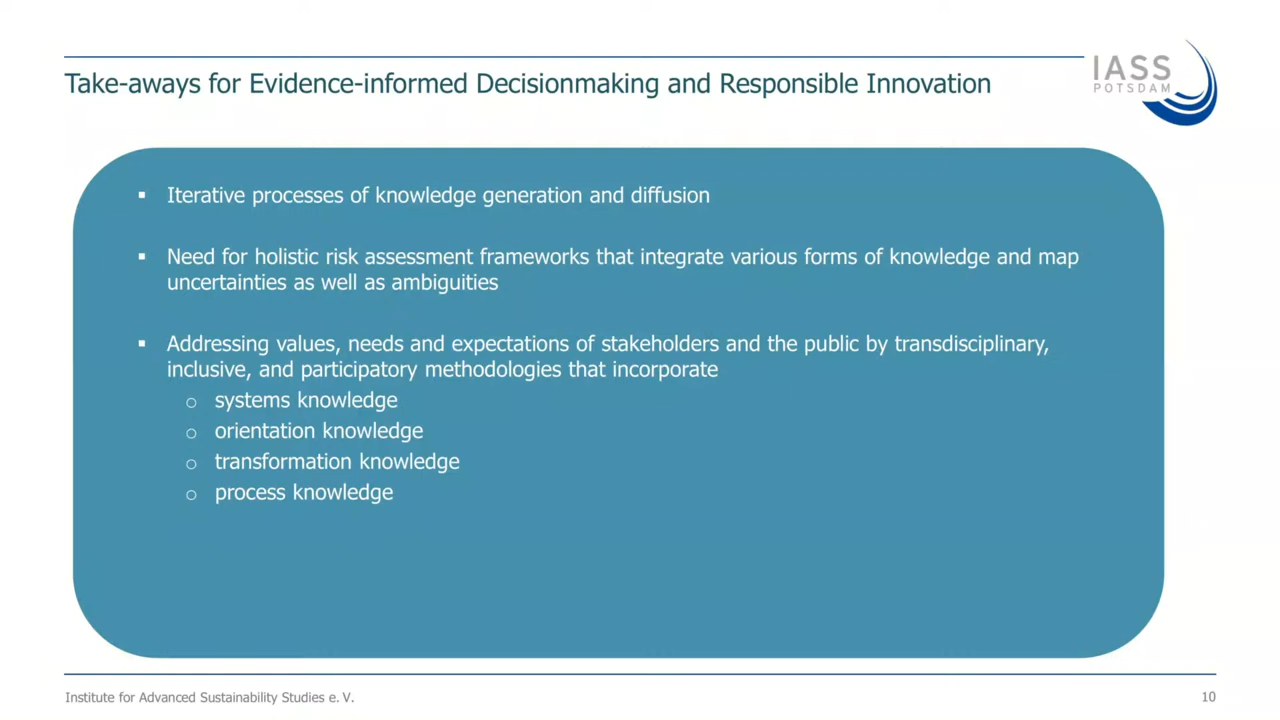 Take-aways for Evidence-informed Decisionmaking and Responsible Innovation
IASS
POTSDAM
▪ Iterative processes of knowledge generation and diffusion
▪ Need for holistic risk assessment frameworks that integrate various forms of knowledge and map
uncertainties as well as ambiguities
▪ Addressing values, needs and expectations of stakeholders and the public by transdisciplinary,
inclusive, and participatory methodologies that incorporate
o systems knowledge
o orientation knowledge
o transformation knowledge
o process knowledge
Institute for Advanced Sustainability Studies e. V.
10